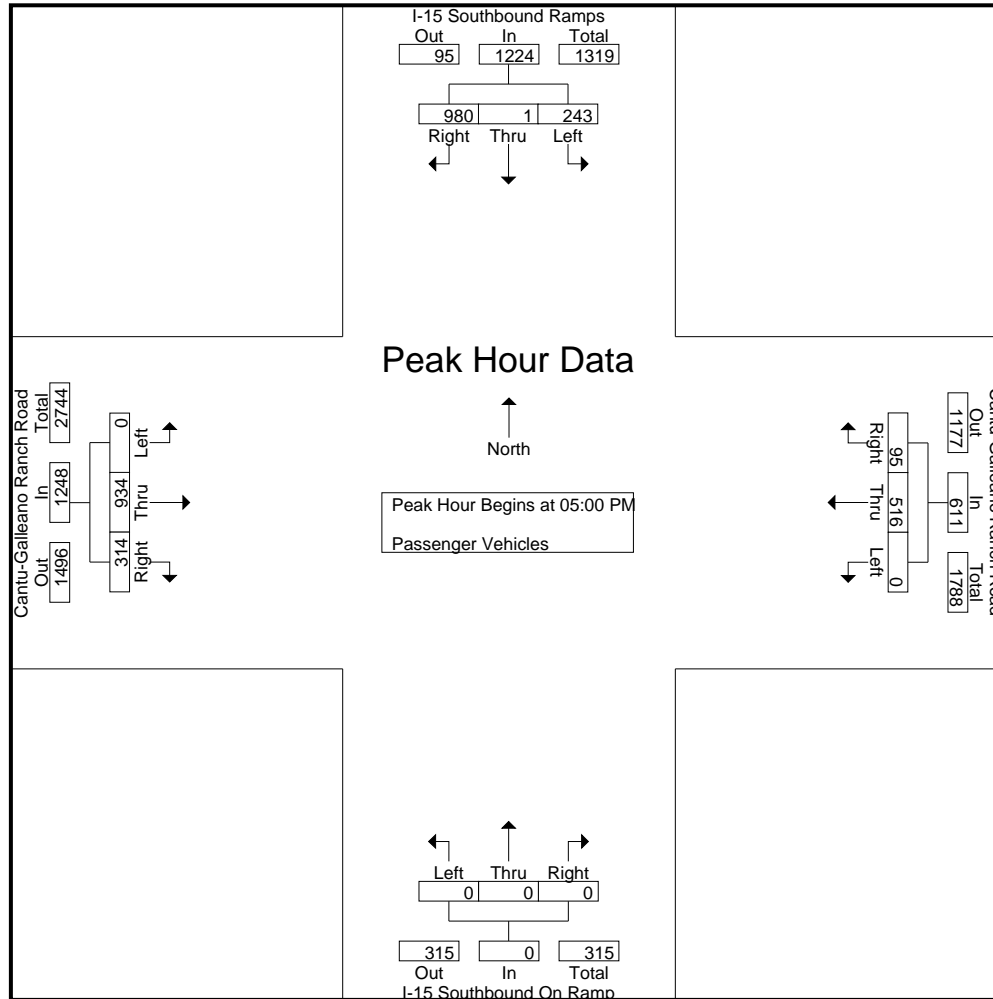 I-15 Southbound Ramps
Out In Total
95 1224 1319
980 1 243
Right Thru Left
Peak Hour Data
North
Peak Hour Begins at 05:00 PM
Passenger Vehicles
Cantu-Galleano Ranch Road
Out In Total
1496 1248 2744
Left Thru Right
0 934 314
Out In Total
1177 611 1788
Right Thru Left
95 516 0
Left Thru Right
0 0 0
315 0 315
Out In Total
I-15 Southbound On Ramp